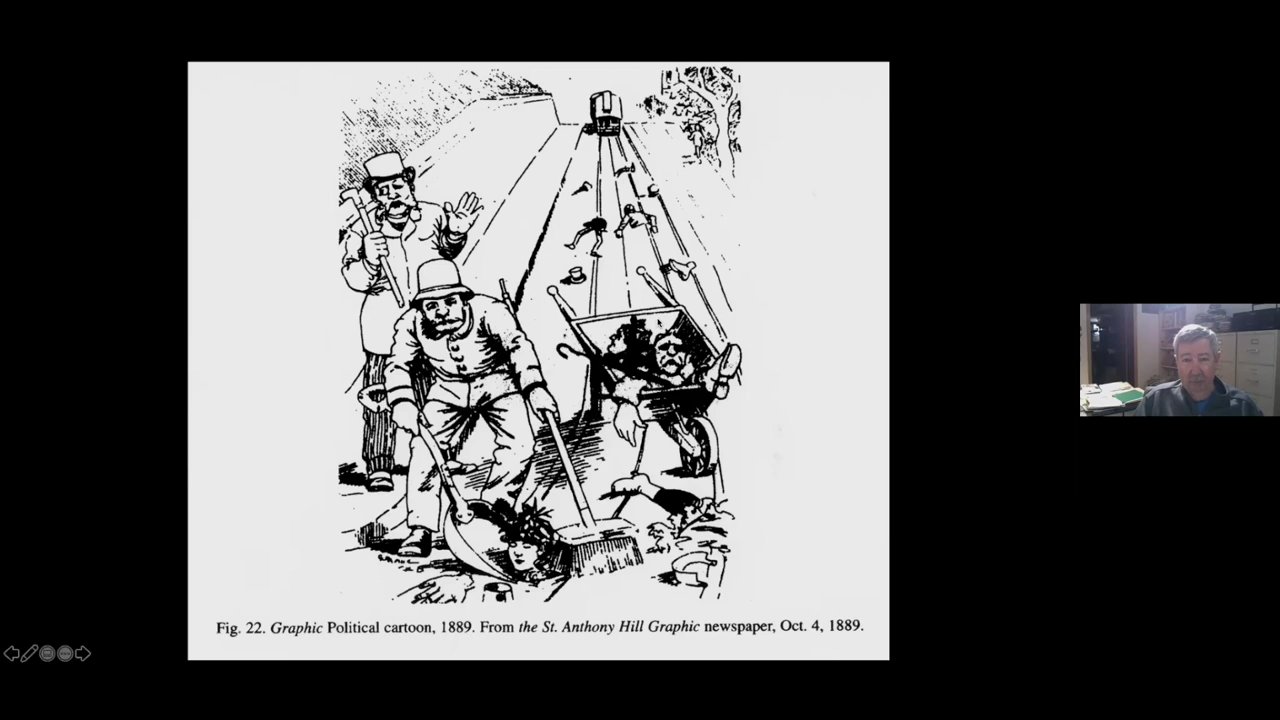 Fig. 22. Graphic Political cartoon, 1889. From the St. Anthony Hill Graphic newspaper, Oct. 4, 1889.